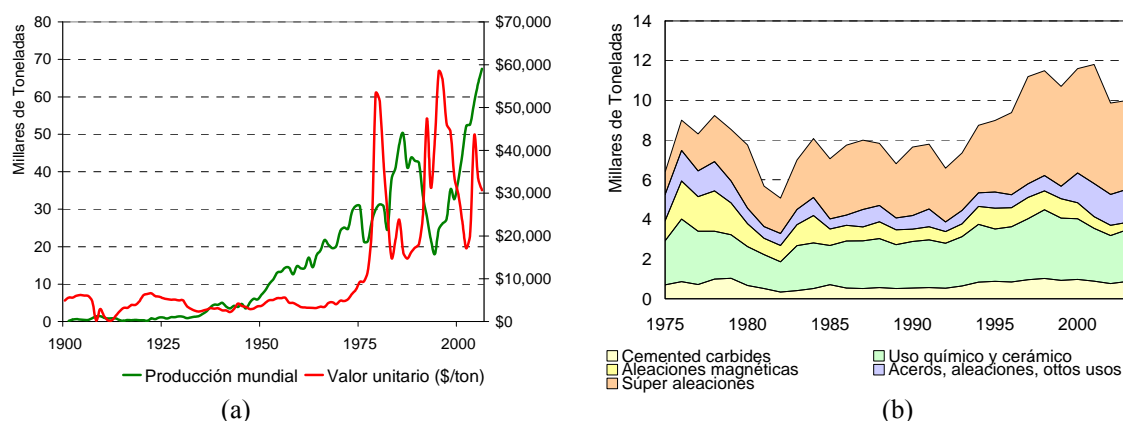 80
70
60
50
40
30
20
10
0
Millares de Toneladas
$70,000
$60,000
$50,000
$40,000
$30,000
$20,000
$10,000
$0
1900 1925 1950 1975 2000
Producción mundial Valor unitario ($/ton)
(a)
14
12
10
8
6
4
2
0
Millares de Toneladas
1975 1980 1985 1990 1995 2000
Cemented carbides Uso químico y cerámico
Aleaciones magnéticas Aceros, aleaciones, ottos usos
Súper aleaciones
(b)